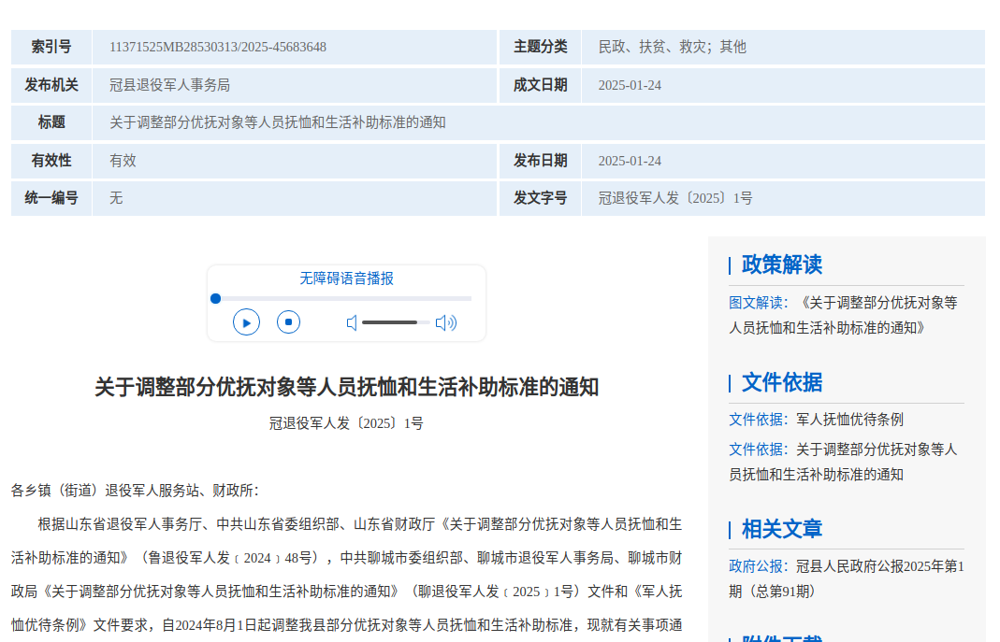 索引号 11371525MB28530313/2025-45683648 主题分类 民政、扶贫、救灾；其他
发布机关 冠县退役军人事务局 成文日期 2025-01-24
标题 关于调整部分优抚对象等人员抚恤和生活补助标准的通知
有效性 有效 发布日期 2025-01-24
统一编号 无 发文字号 冠退役军人发〔2025〕1号
无障碍语音播报
关于调整部分优抚对象等人员抚恤和生活补助标准的通知
冠退役军人发〔2025〕1号
各乡镇（街道）退役军人服务站、财政所：
根据山东省退役军人事务厅、中共山东省委组织部、山东省财政厅《关于调整部分优抚对象等人员抚恤和生
活补助标准的通知》（鲁退役军人发﹝2024﹞48号），中共聊城市委组织部、聊城市退役军人事务局、聊城市财
政局《关于调整部分优抚对象等人员抚恤和生活补助标准的通知》（聊退役军人发﹝2025﹞1号）文件和《军人抚
恤优待条例》文件要求，自2024年8月1日起调整我县部分优抚对象等人员抚恤和生活补助标准，现就有关事项通
政策解读
图文解读：《关于调整部分优抚对象等
人员抚恤和生活补助标准的通知》
文件依据
文件依据：军人抚恤优待条例
文件依据：关于调整部分优抚对象等人
员抚恤和生活补助标准的通知
相关文章
政府公报：冠县人民政府公报2025年第1
期（总第91期）
附件下载